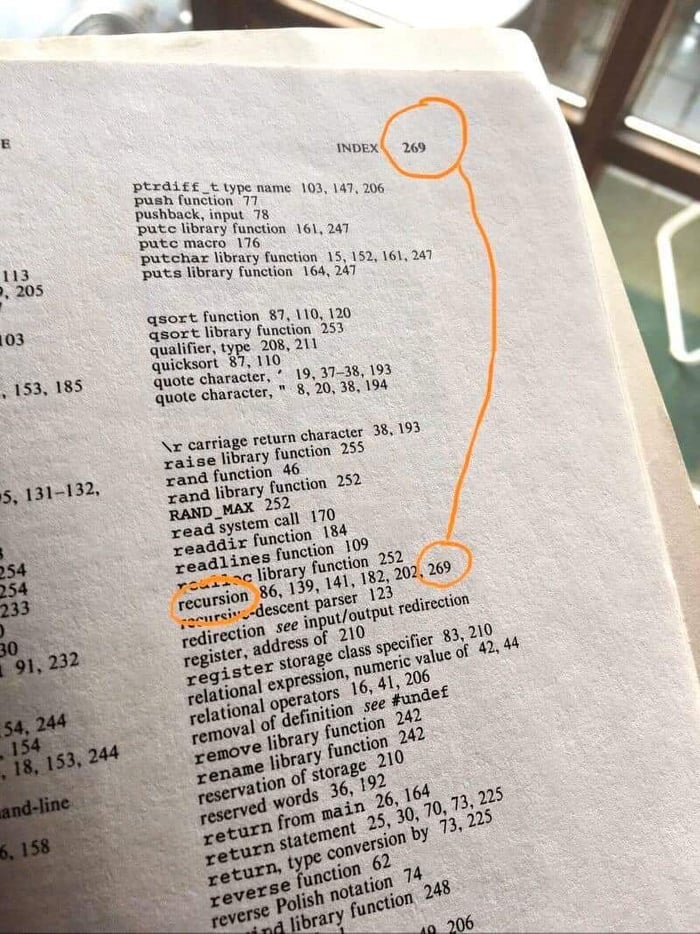 E
INDEX 269
113
, 205
103
, 153, 185
5, 131–132,
254
254
233
30
91, 232
54, 244
, 154
, 18, 153, 244
and-line
6, 158
ptrdiff_t type name 103, 147, 206
push function 77
pushback, input 78
putc library function 161, 247
putc macro 176
putchar library function 15, 152, 161, 247
puts library function 164, 247
qsort function 87, 110, 120
qsort library function 253
qualifier, type 208, 211
quicksort 87, 110
quote character, ' 19, 37–38, 193
quote character, " 8, 20, 38, 194
\r carriage return character 38, 193
raise library function 255
rand function 46
rand library function 252
RAND_MAX 252
read system call 170
readdir function 184
readlines function 109
realloc library function 252
recursion 86, 139, 141, 182, 202, 269
recursive-descent parser 123
redirection see input/output redirection
register, address of 210
register storage class specifier 83, 210
relational expression, numeric value of 42, 44
relational operators 16, 41, 206
removal of definition see #undef
remove library function 242
rename library function 242
reservation of storage 210
reserved words 36, 192
return from main 26, 164
return statement 25, 30, 70, 73, 225
return, type conversion by 73, 225
reverse function 62
reverse Polish notation 74
ind library function 248
206